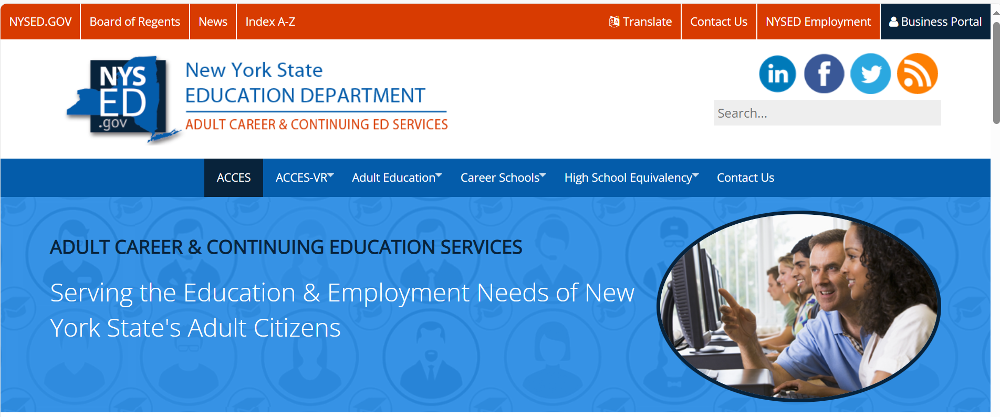 NYSED.GOV Board of Regents News Index A-Z Translate Contact Us NYSED Employment Business Portal
NYS
ED
.gov
New York State
EDUCATION DEPARTMENT
ADULT CAREER & CONTINUING ED SERVICES
in f
Search...
ACCES ACCES-VR Adult Education Career Schools High School Equivalency Contact Us
ADULT CAREER & CONTINUING EDUCATION SERVICES
Serving the Education & Employment Needs of New
York State's Adult Citizens